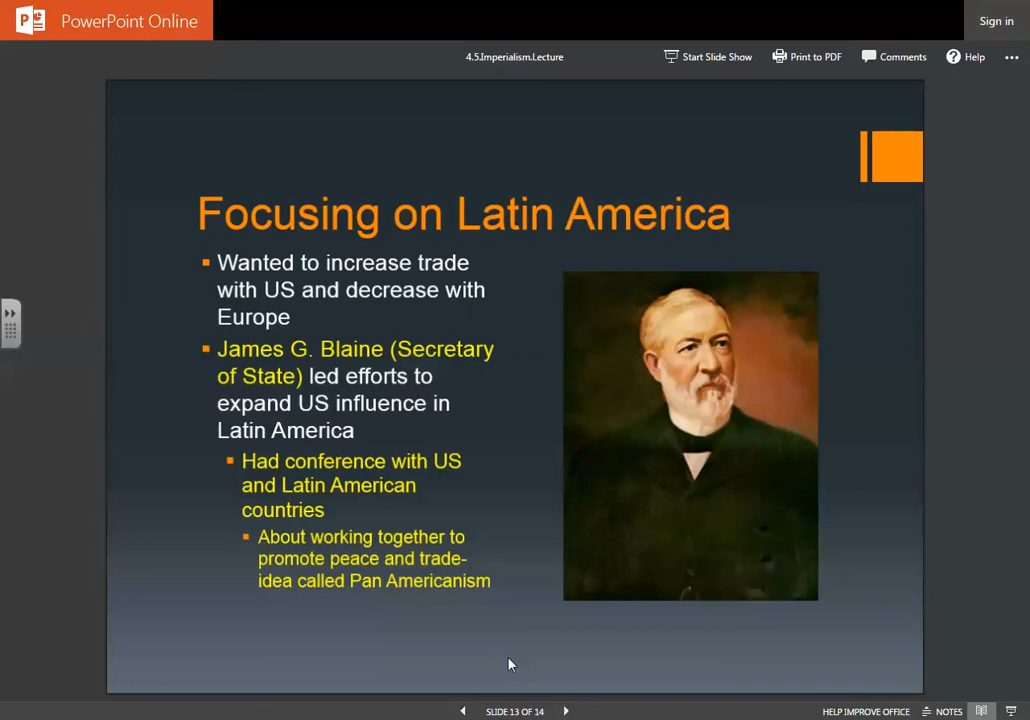 PowerPoint Online
Sign in
4.5.Imperialism.Lecture
Start Slide Show
Print to PDF
Comments
Help
Focusing on Latin America
Wanted to increase trade
with US and decrease with
Europe
James G. Blaine (Secretary
of State) led efforts to
expand US influence in
Latin America
Had conference with US
and Latin American
countries
About working together to
promote peace and trade-
idea called Pan Americanism
SLIDE 13 OF 14
HELP IMPROVE OFFICE
NOTES